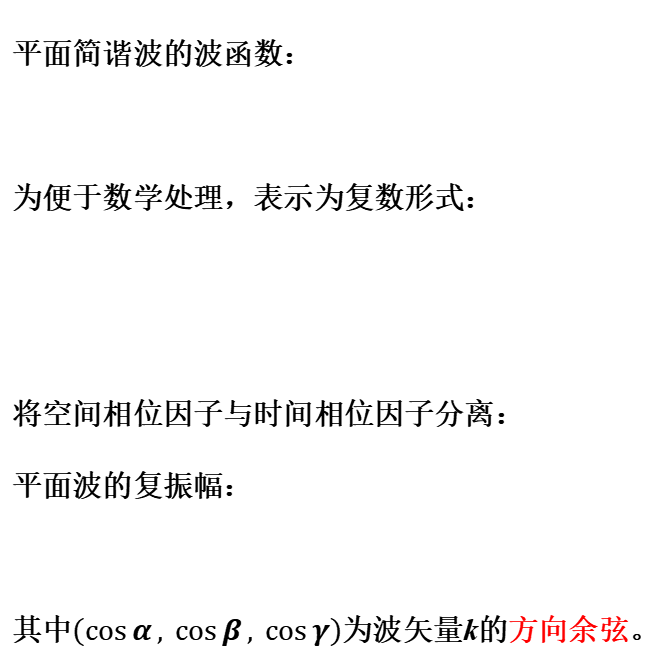 平面简谐波的波函数：
为便于数学处理，表示为复数形式：
将空间相位因子与时间相位因子分离：
平面波的复振幅：
其中(cos α , cos β , cos γ)为波矢量k的方向余弦。